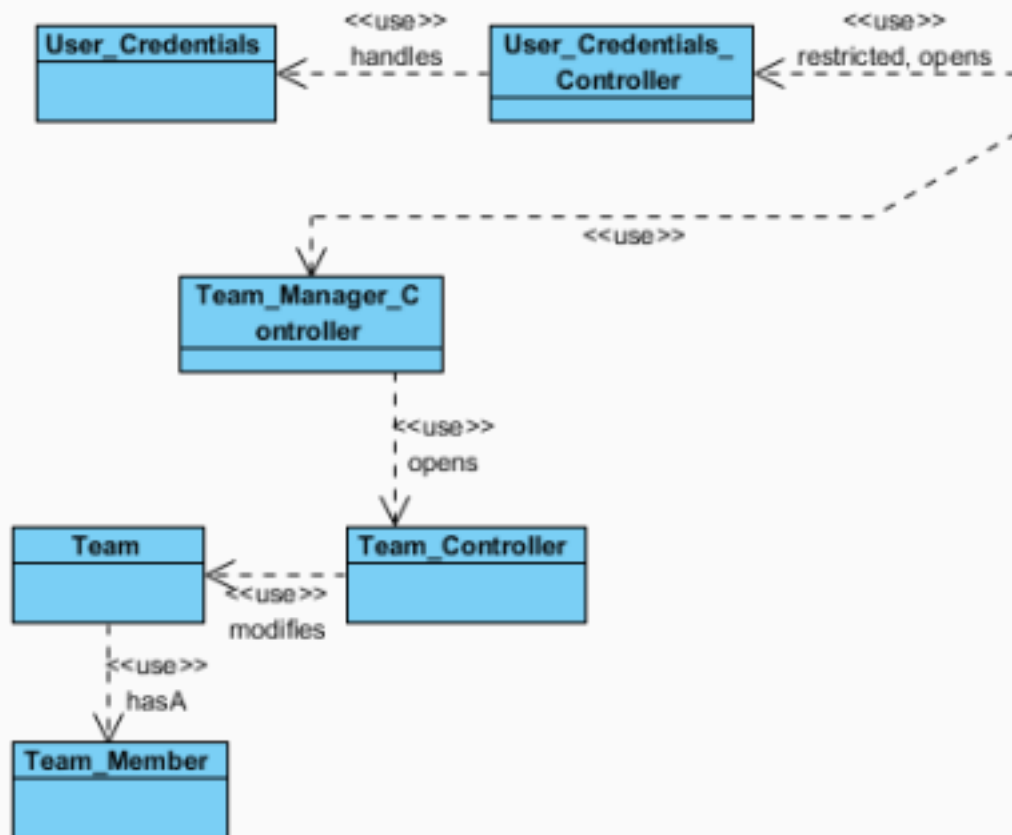 <<use>>
handles
<<use>>
restricted, opens
User_Credentials
User_Credentials_
Controller
<<use>>
Team_Manager_C
ontroller
<<use>>
opens
Team
Team_Controller
<<use>>
modifies
<<use>>
hasA
Team_Member